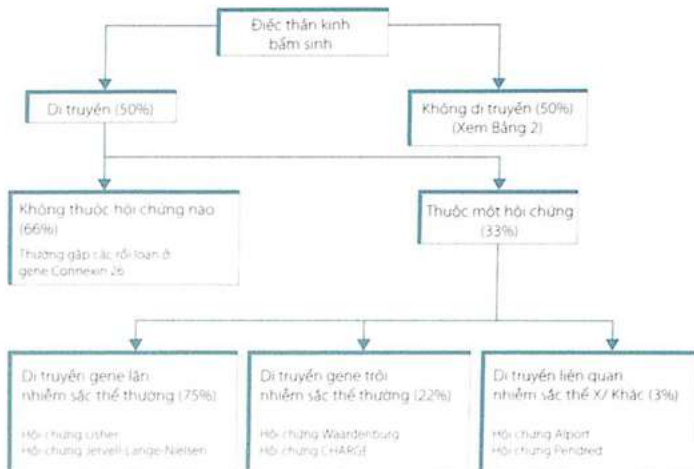 Điếc thần kinh
bẩm sinh
Di truyền (50%)
Không di truyền (50%)
(Xem Bảng 2)
Không thuộc hội chứng nào
(66%)
Thường gặp các rối loạn ở
gene Connexin 26
Thuộc một hội chứng
(33%)
Di truyền gene lặn
nhiễm sắc thể thường (75%)
Hội chứng Usher
Hội chứng Jervell-Lange-Nielsen
Di truyền gene trội
nhiễm sắc thể thường (22%)
Hội chứng Waardenburg
Hội chứng CHARGE
Di truyền liên quan
nhiễm sắc thể X/ Khác (3%)
Hội chứng Alport
Hội chứng Pendred